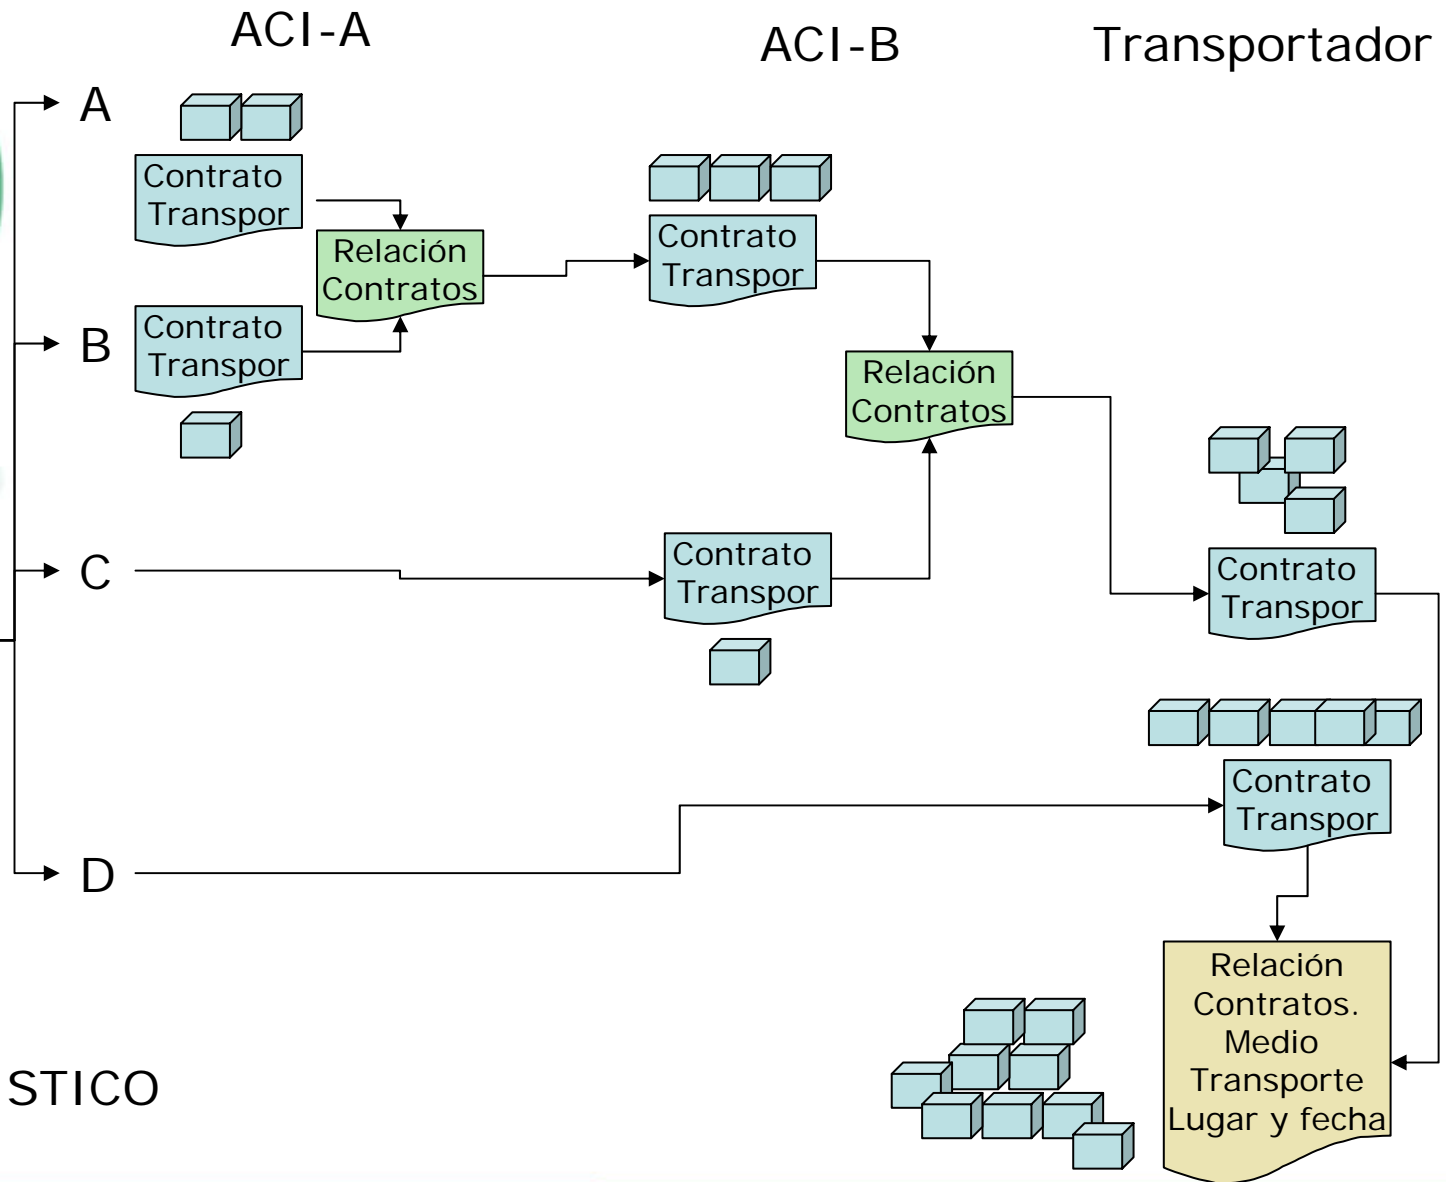 ACI-A
ACI-B
Transportador
A
Contrato
Transpor
Relación
Contratos
Contrato
Transpor
B
Contrato
Transpor
Relación
Contratos
C
Contrato
Transpor
Contrato
Transpor
Contrato
Transpor
D
Relación
Contratos.
Medio
Transporte
Lugar y fecha
STICO